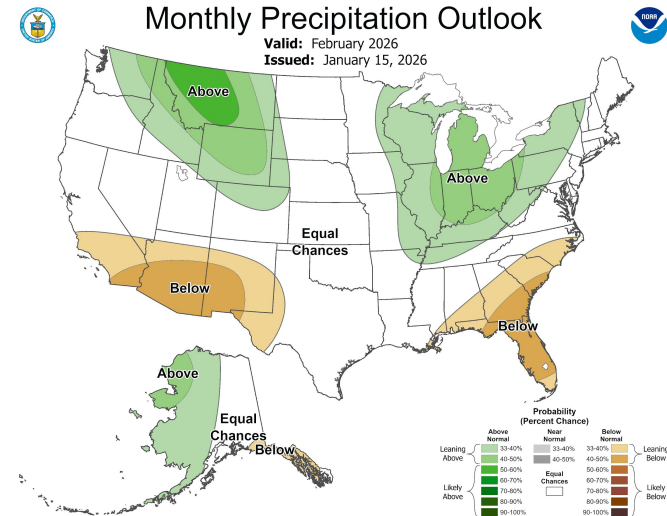 Monthly Precipitation Outlook
Valid: February 2026
Issued: January 15, 2026
NOAA
Above
Above
Equal
Chances
Below
Below
Above
Equal
Chances
Below
Probability
(Percent Chance)
Above
Normal
Near
Normal
Below
Normal
Leaning
Above
33-40%
40-50%
33-40%
40-50%
33-40%
40-50%
Leaning
Below
Equal
Chances
Likely
Above
50-60%
60-70%
70-80%
80-90%
90-100%
50-60%
60-70%
70-80%
80-90%
90-100%
Likely
Below